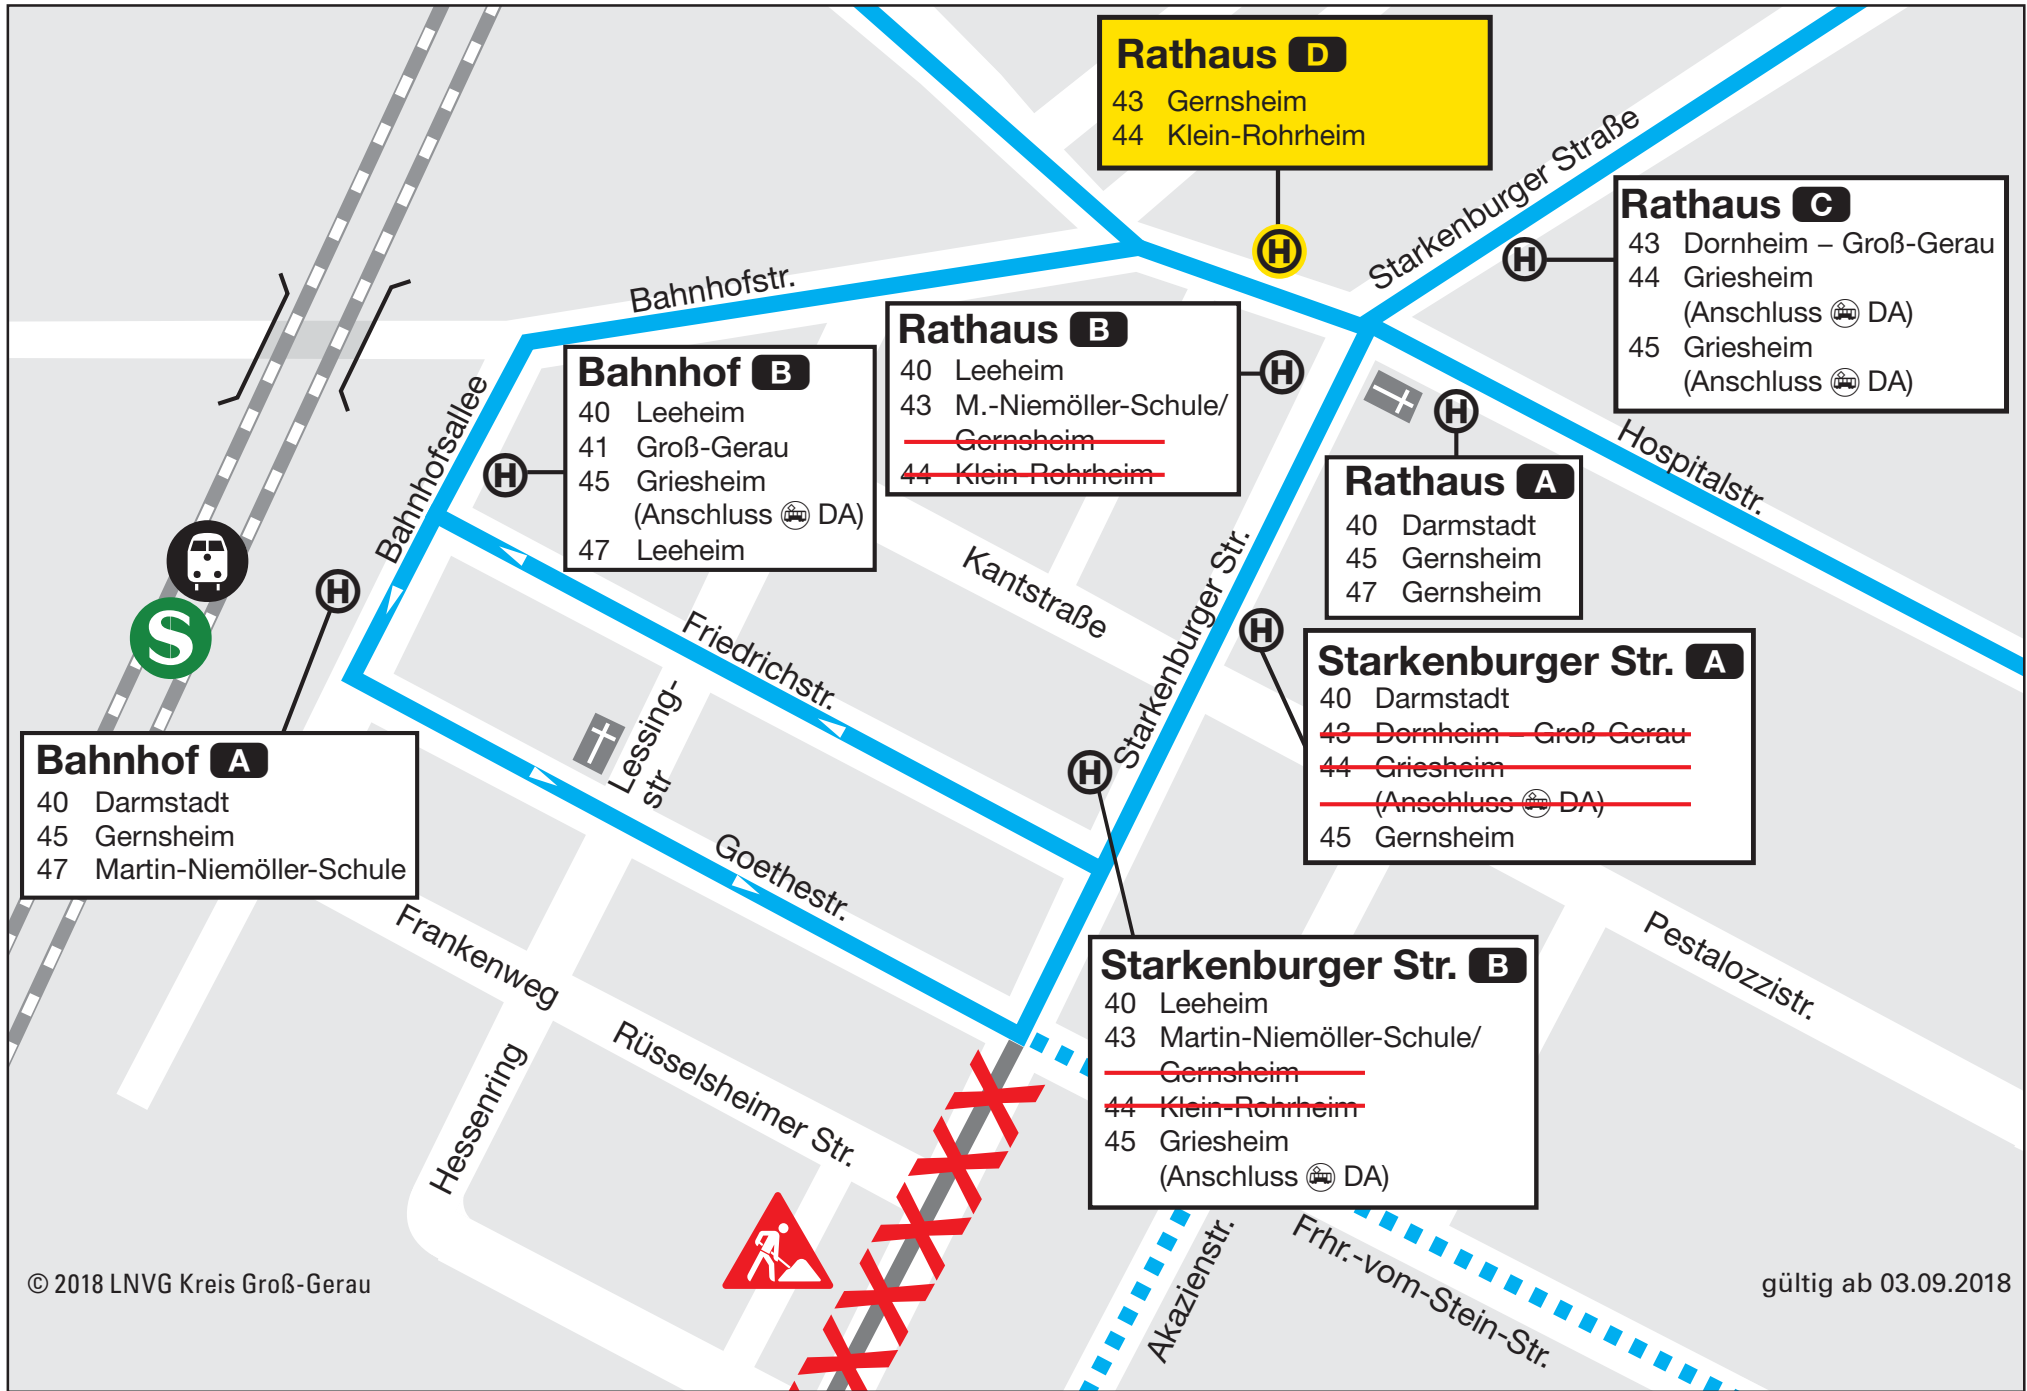 Rathaus D
43 Gernsheim
44 Klein-Rohrheim
Starkenburger Straße
Rathaus C
43 Dornheim – Groß-Gerau
44 Griesheim
(Anschluss DA)
45 Griesheim
(Anschluss DA)
Bahnhofstr.
Rathaus B
40 Leeheim
43 M.-Niemöller-Schule/
Gernsheim
44 Klein-Rohrheim
Bahnhof B
40 Leeheim
41 Groß-Gerau
45 Griesheim
(Anschluss DA)
47 Leeheim
Bahnhofsallee
Hospitalstr.
Rathaus A
40 Darmstadt
45 Gernsheim
47 Gernsheim
H
H
H
H
H
H
H
H
S
Kantstraße
Starkenburger Str.
Friedrichstr.
Lessing-
str
Starkenburger Str. A
40 Darmstadt
43 Dornheim – Groß-Gerau
44 Griesheim
(Anschluss DA)
45 Gernsheim
Bahnhof A
40 Darmstadt
45 Gernsheim
47 Martin-Niemöller-Schule
Goethestr.
Frankenweg
Pestalozzistr.
Starkenburger Str. B
40 Leeheim
43 Martin-Niemöller-Schule/
Gernsheim
44 Klein-Rohrheim
45 Griesheim
(Anschluss DA)
Rüsselsheimer Str.
Hessenring
Akazienstr.
Frhr.-vom-Stein-Str.
© 2018 LNVG Kreis Groß-Gerau
gültig ab 03.09.2018